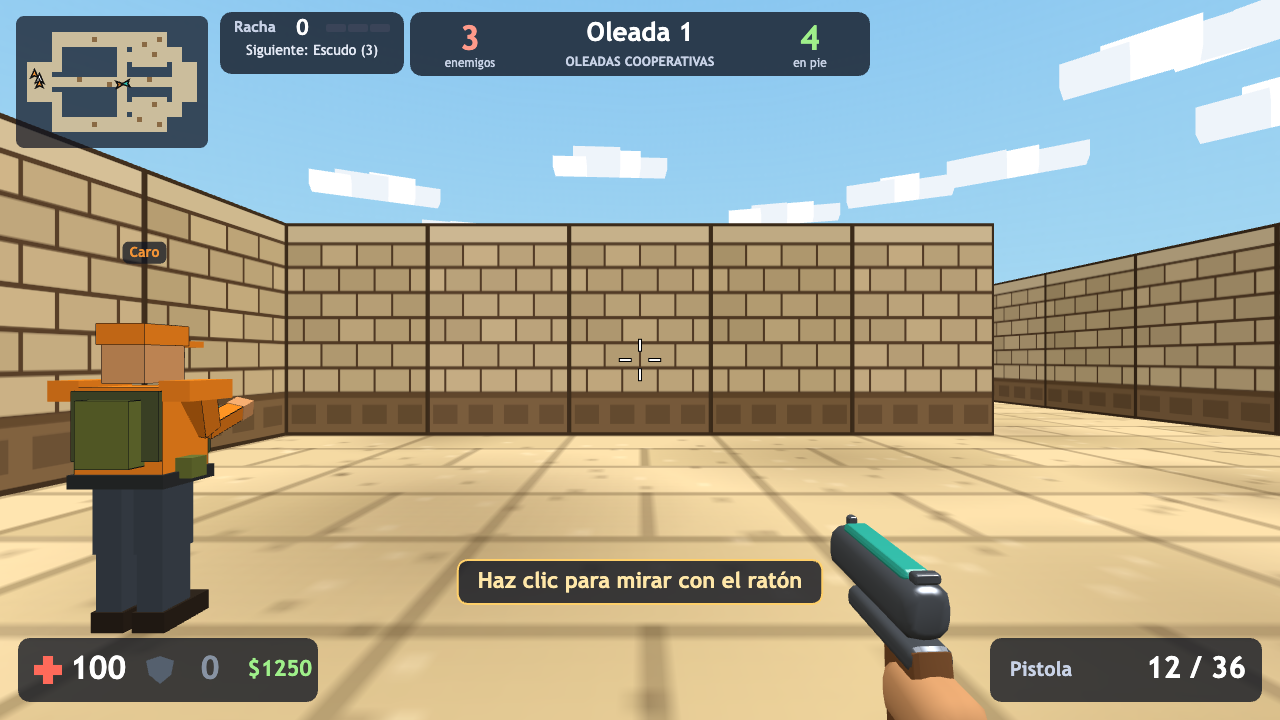 Racha 0
Siguiente: Escudo (3)
3
enemigos
Oleada 1
OLEADAS COOPERATIVAS
4
en pie
Caro
Haz clic para mirar con el ratón
100 0 $1250
Pistola 12 / 36